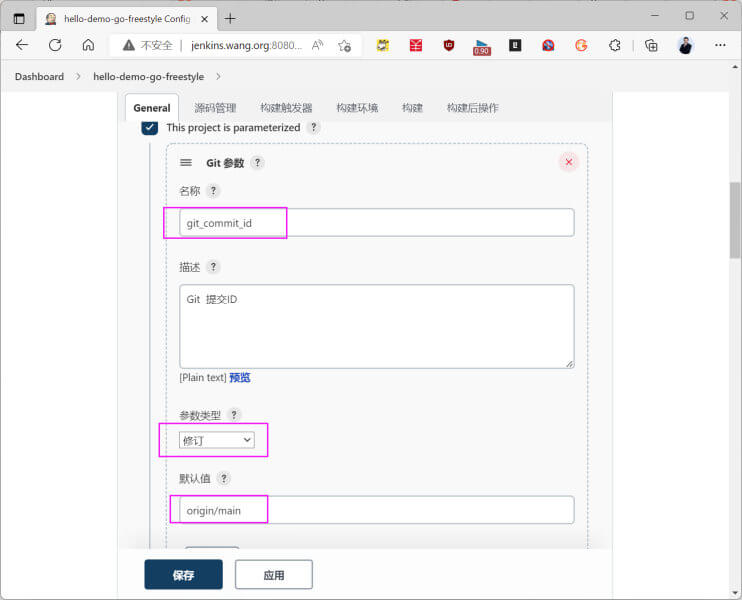 hello-demo-go-freestyle Config
不安全 jenkins.wang.org:8080...
0.90
Dashboard hello-demo-go-freestyle
General 源码管理 构建触发器 构建环境 构建 构建后操作
This project is parameterized ?
Git 参数 ?
名称 ?
git_commit_id
描述 ?
Git 提交ID
[Plain text] 预览
参数类型 ?
修订
默认值 ?
origin/main
保存 应用